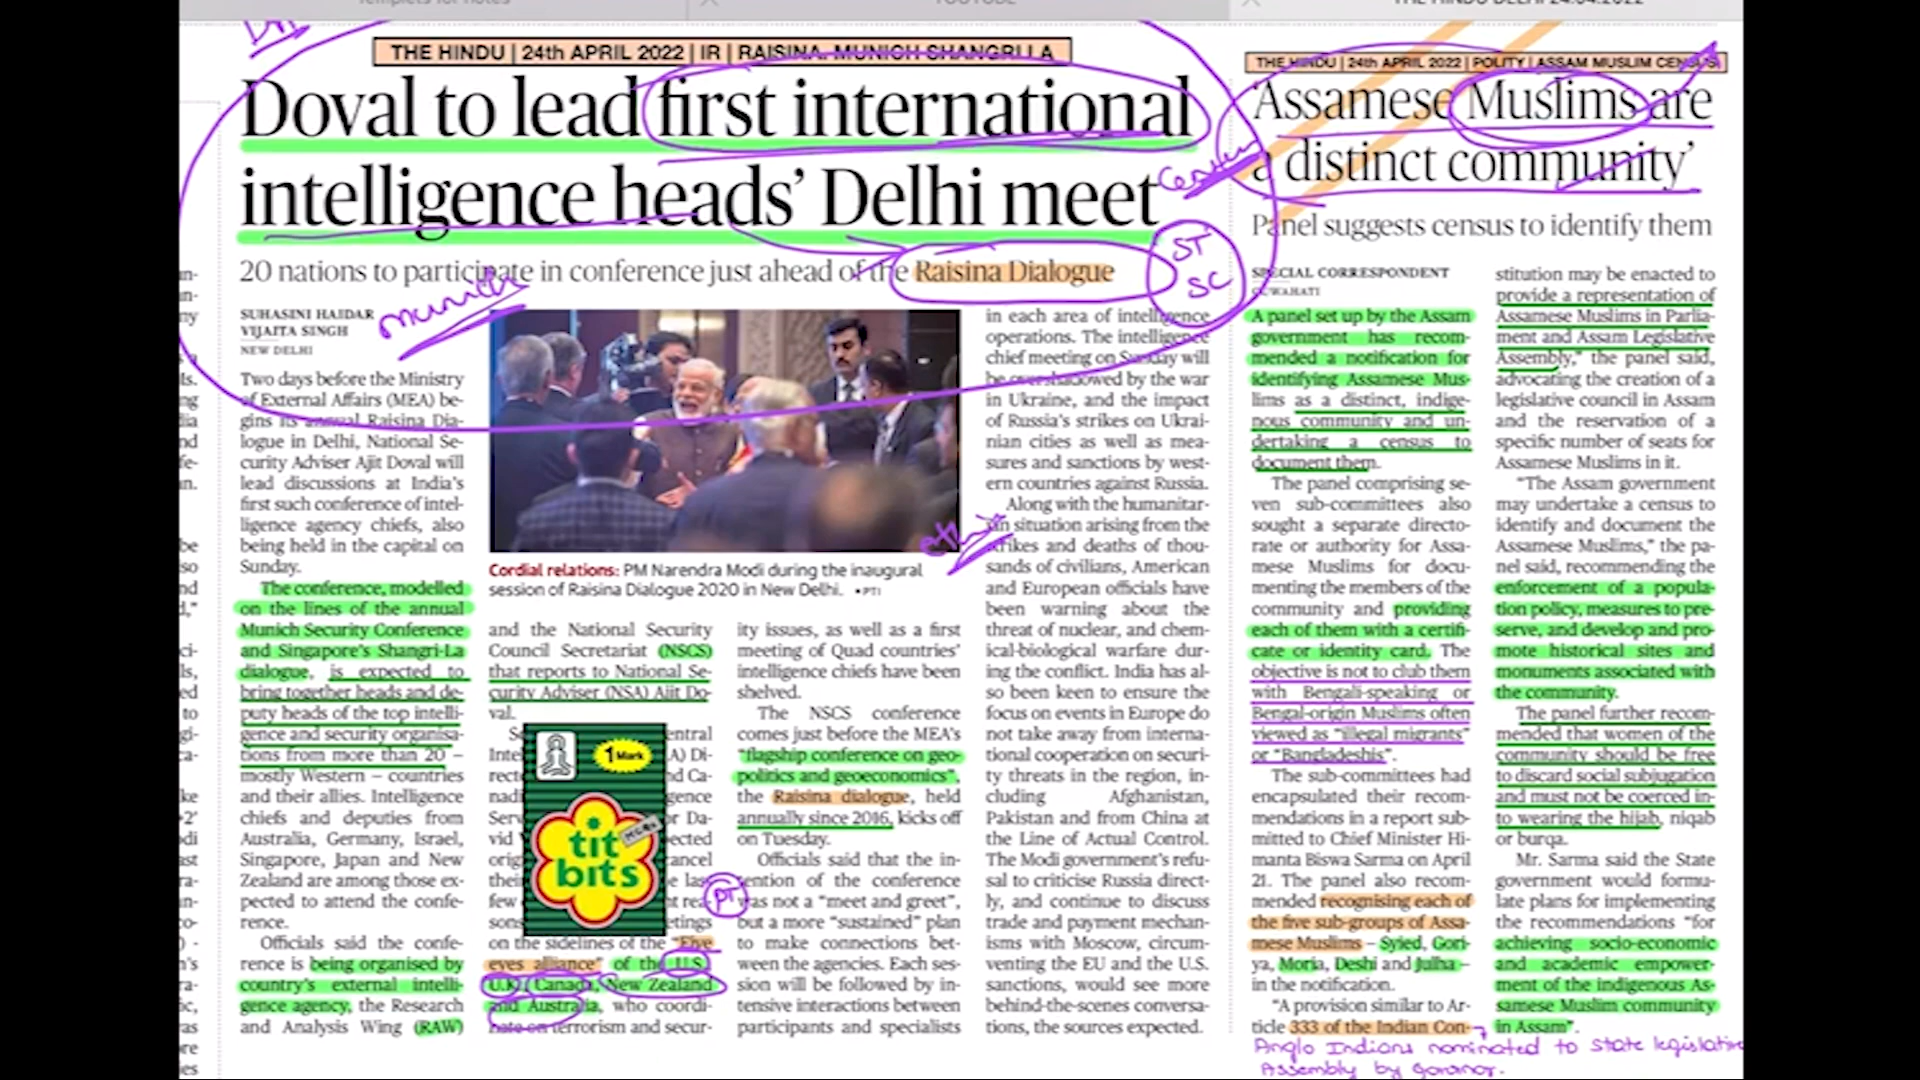 THE HINDU DELHI 24.04.2022
THE HINDU | 24th APRIL 2022 | IR | RAISINA. MUNICH SHANGRI LA
Doval to lead first international
intelligence heads’ Delhi meet
20 nations to participate in conference just ahead of the Raisina Dialogue
munich
Census
ST
SC
SUHASINI HAIDAR
VIJAITA SINGH
NEW DELHI
Two days before the Ministry
of External Affairs (MEA) be-
gins its annual Raisina Dia-
logue in Delhi, National Se-
curity Adviser Ajit Doval will
lead discussions at India’s
first such conference of intel-
ligence agency chiefs, also
being held in the capital on
Sunday.
The conference, modelled
on the lines of the annual
Munich Security Conference
and Singapore’s Shangri-La
dialogue, is expected to
bring together heads and de-
puty heads of the top intelli-
gence and security organisa-
tions from more than 20 –
mostly Western – countries
and their allies. Intelligence
chiefs and deputies from
Australia, Germany, Israel,
Singapore, Japan and New
Zealand are among those ex-
pected to attend the confe-
rence.
Officials said the confe-
rence is being organised by
country’s external intelli-
gence agency, the Research
and Analysis Wing (RAW)
Cordial relations: PM Narendra Modi during the inaugural
session of Raisina Dialogue 2020 in New Delhi. • PTI
and the National Security
Council Secretariat (NSCS)
that reports to National Se-
curity Adviser (NSA) Ajit Do-
val.
1 Mark
tit
bits
MORE
on the sidelines of the “Five
eyes alliance” of the U.S.,
U.K, Canada, New Zealand
and Australia, who coordi-
nate on terrorism and secur-
PT
ity issues, as well as a first
meeting of Quad countries’
intelligence chiefs have been
shelved.
The NSCS conference
comes just before the MEA’s
“flagship conference on geo-
politics and geoeconomics”,
the Raisina dialogue, held
annually since 2016, kicks off
on Tuesday.
Officials said that the in-
tention of the conference
was not a “meet and greet”,
but a more “sustained” plan
to make connections bet-
ween the agencies. Each ses-
sion will be followed by in-
tensive interactions between
participants and specialists
in each area of intelligence
operations. The intelligence
chief meeting on Sunday will
be overshadowed by the war
in Ukraine, and the impact
of Russia’s strikes on Ukrai-
nian cities as well as mea-
sures and sanctions by west-
ern countries against Russia.
Along with the humanitar-
ian situation arising from the
strikes and deaths of thou-
sands of civilians, American
and European officials have
been warning about the
threat of nuclear, and chem-
ical-biological warfare dur-
ing the conflict. India has al-
so been keen to ensure the
focus on events in Europe do
not take away from interna-
tional cooperation on securi-
ty threats in the region, in-
cluding Afghanistan,
Pakistan and from China at
the Line of Actual Control.
The Modi government’s refu-
sal to criticise Russia direct-
ly, and continue to discuss
trade and payment mechan-
isms with Moscow, circum-
venting the EU and the U.S.
sanctions, would see more
behind-the-scenes conversa-
tions, the sources expected.
THE HINDU | 24th APRIL 2022 | POLITY | ASSAM MUSLIM CENSUS
‘Assamese Muslims are
a distinct community’
Panel suggests census to identify them
SPECIAL CORRESPONDENT
GUWAHATI
A panel set up by the Assam
government has recom-
mended a notification for
identifying Assamese Mus-
lims as a distinct, indige-
nous community and un-
dertaking a census to
document them.
The panel comprising se-
ven sub-committees also
sought a separate directo-
rate or authority for Assa-
mese Muslims for docu-
menting the members of the
community and providing
each of them with a certifi-
cate or identity card. The
objective is not to club them
with Bengali-speaking or
Bengal-origin Muslims often
viewed as “illegal migrants”
or “Bangladeshis”.
The sub-committees had
encapsulated their recom-
mendations in a report sub-
mitted to Chief Minister Hi-
manta Biswa Sarma on April
21. The panel also recom-
mended recognising each of
the five sub-groups of Assa-
mese Muslims – Syied, Gori-
ya, Moria, Deshi and Julha –
in the notification.
“A provision similar to Ar-
ticle 333 of the Indian Con-
stitution may be enacted to
provide a representation of
Assamese Muslims in Parlia-
ment and Assam Legislative
Assembly,” the panel said,
advocating the creation of a
legislative council in Assam
and the reservation of a
specific number of seats for
Assamese Muslims in it.
“The Assam government
may undertake a census to
identify and document the
Assamese Muslims,” the pa-
nel said, recommending the
enforcement of a popula-
tion policy, measures to pre-
serve, and develop and pro-
mote historical sites and
monuments associated with
the community.
The panel further recom-
mended that women of the
community should be free
to discard social subjugation
and must not be coerced in-
to wearing the hijab, niqab
or burqa.
Mr. Sarma said the State
government would formu-
late plans for implementing
the recommendations “for
achieving socio-economic
and academic empower-
ment of the indigenous As-
samese Muslim community
in Assam”.
Anglo Indians nominated to state legislative
Assembly by goronor.